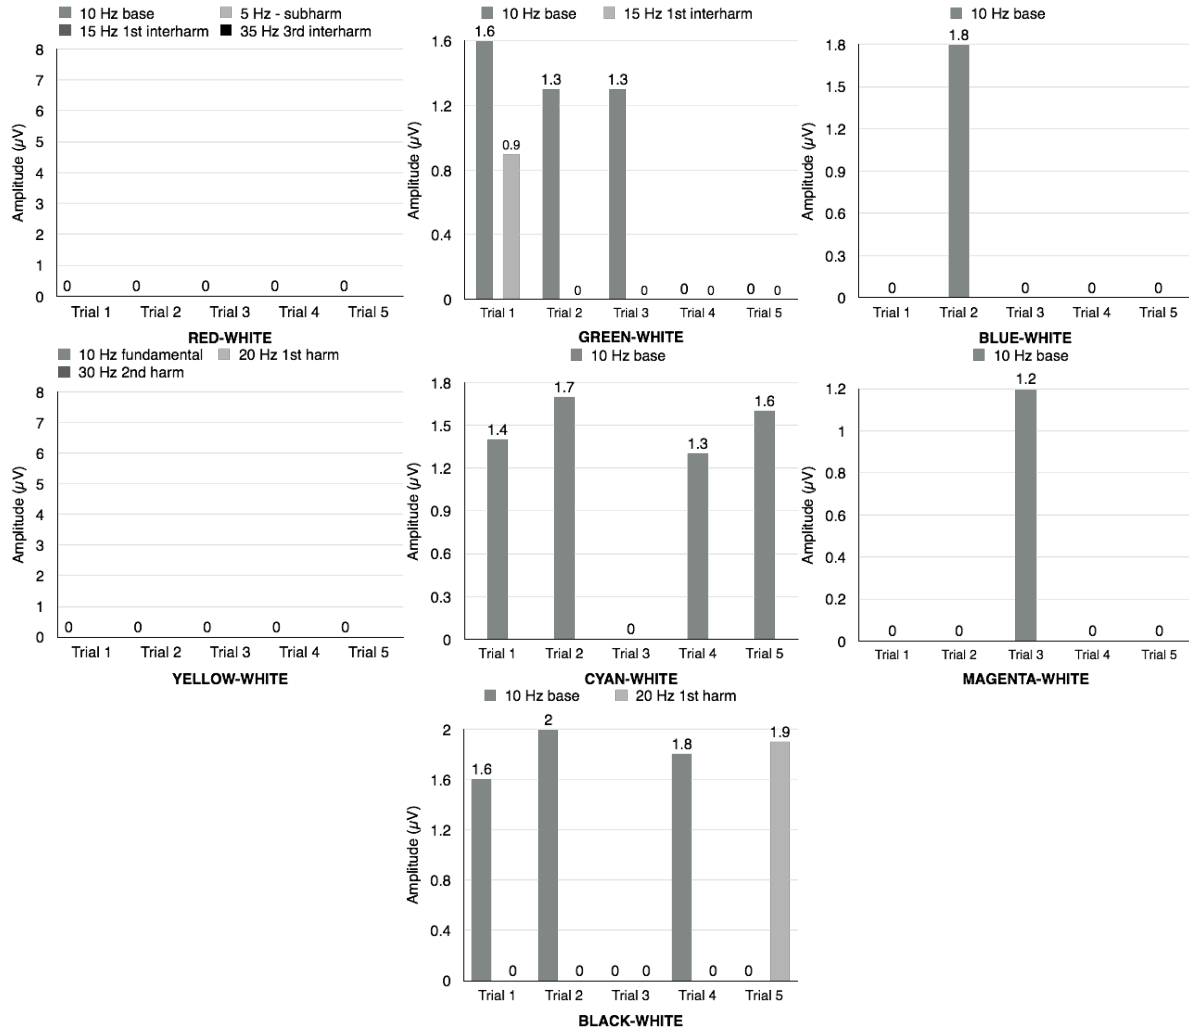 10 Hz base 5 Hz - subharm
15 Hz 1st interharm 35 Hz 3rd interharm
8
7
6
5
4
3
2
1
0
Amplitude (µV)
0 0 0 0 0
Trial 1 Trial 2 Trial 3 Trial 4 Trial 5
RED-WHITE
10 Hz base 15 Hz 1st interharm
1.6
1.2
0.8
0.4
0
Amplitude (µV)
1.6 0.9 1.3 0 1.3 0 0 0 0 0
Trial 1 Trial 2 Trial 3 Trial 4 Trial 5
GREEN-WHITE
10 Hz base
1.8
1.5
1.2
0.9
0.6
0.3
0
Amplitude (µV)
0 1.8 0 0 0
Trial 1 Trial 2 Trial 3 Trial 4 Trial 5
BLUE-WHITE
10 Hz fundamental 20 Hz 1st harm
30 Hz 2nd harm
8
7
6
5
4
3
2
1
0
Amplitude (µV)
0 0 0 0 0
Trial 1 Trial 2 Trial 3 Trial 4 Trial 5
YELLOW-WHITE
10 Hz base
1.8
1.5
1.2
0.9
0.6
0.3
0
Amplitude (µV)
1.4 1.7 0 1.3 1.6
Trial 1 Trial 2 Trial 3 Trial 4 Trial 5
CYAN-WHITE
10 Hz base
1.2
1
0.8
0.6
0.4
0.2
0
Amplitude (µV)
0 0 1.2 0 0
Trial 1 Trial 2 Trial 3 Trial 4 Trial 5
MAGENTA-WHITE
10 Hz base 20 Hz 1st harm
2
1.6
1.2
0.8
0.4
0
Amplitude (µV)
1.6 0 2 0 0 0 1.8 0 0 1.9
Trial 1 Trial 2 Trial 3 Trial 4 Trial 5
BLACK-WHITE